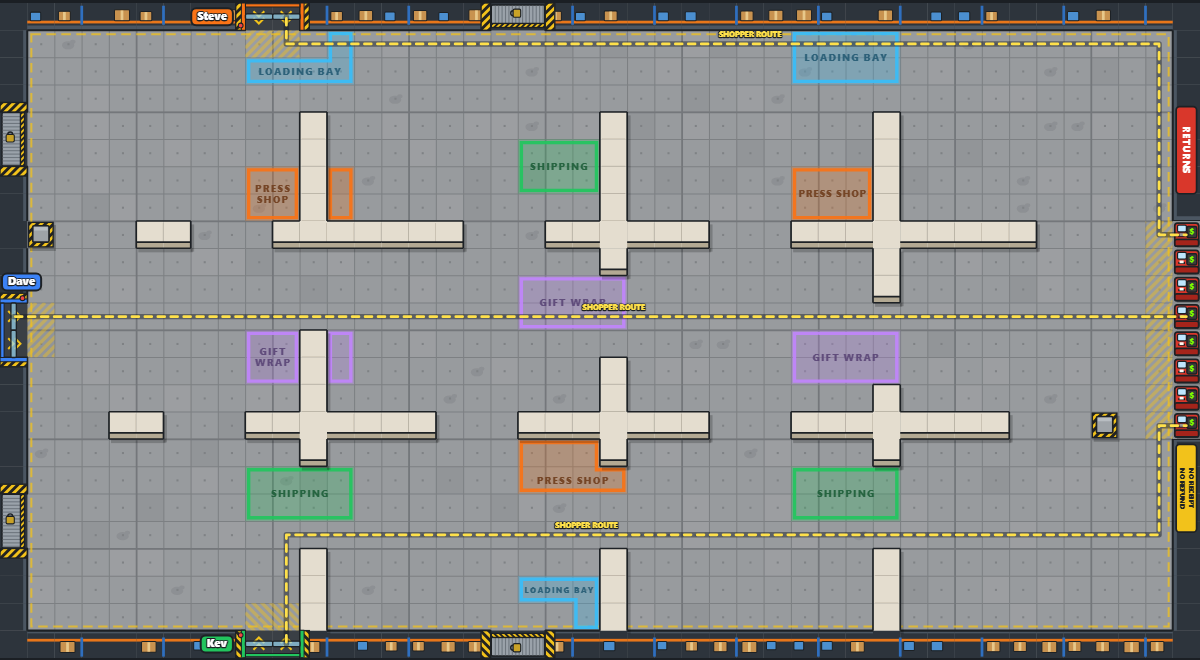 Steve
SHOPPER ROUTE
LOADING BAY
LOADING BAY
RETURNS
SHIPPING
PRESS
SHOP
PRESS SHOP
$
$
$
$
$
$
$
$
Dave
GIFT WRAP
SHOPPER ROUTE
GIFT
WRAP
GIFT WRAP
PRESS SHOP
SHIPPING
SHIPPING
NO RECEIPT
NO REFUND
SHOPPER ROUTE
LOADING BAY
Kev